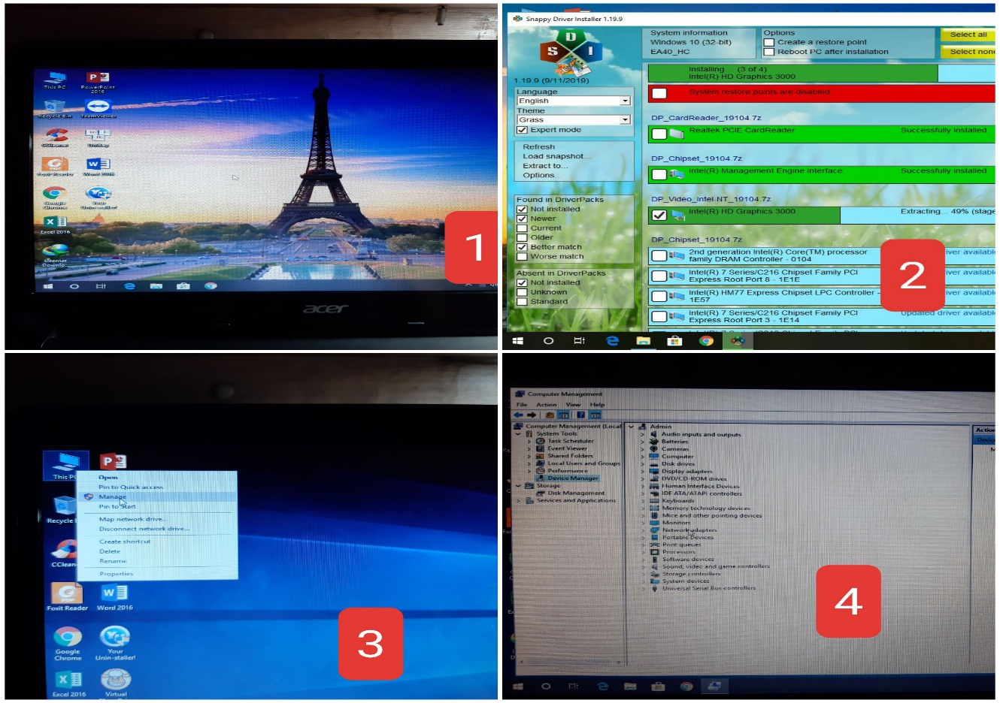 This PC
PowerPoint
2016
Recycle Bin
TeamViewer
CCleaner
UniKey
Foxit Reader
Word 2016
Google
Chrome
Your
Unin-staller!
Excel 2016
Internet
Downlo...
acer
1
Snappy Driver Installer 1.19.9
S D I
1.19.9 (9/11/2019)
Language
English
Theme
Grass
Expert mode
Refresh
Load snapshot...
Extract to...
Options...
Found in DriverPacks
Not installed
Newer
Current
Older
Better match
Worse match
Absent in DriverPacks
Not installed
Unknown
Standard
System information
Windows 10 (32-bit)
EA40_HC
Options
Create a restore point
Reboot PC after installation
Select all
Select none
Installing... (3 of 4)
Intel(R) HD Graphics 3000
System restore points are disabled
DP_CardReader_19104.7z
Realtek PCIE CardReader Successfully installed
DP_Chipset_19104.7z
Intel(R) Management Engine Interface Successfully installed
DP_Video_Intel-NT_19104.7z
Intel(R) HD Graphics 3000 Extracting... 49% (stage
DP_Chipset_19104.7z
2nd generation Intel(R) Core(TM) processor
family DRAM Controller - 0104
iver available
Intel(R) 7 Series/C216 Chipset Family PCI
Express Root Port 8 - 1E1E
iver available
Intel(R) HM77 Express Chipset LPC Controller -
1E57
iver available
Intel(R) 7 Series/C216 Chipset Family PCI
Express Root Port 3 - 1E14
Updated driver available
2
This PC
Recycle
CClean
Foxit Reader
Word 2016
Google
Chrome
Your
Unin-staller!
Excel 2016
Virtual
Open
Pin to Quick access
Manage
Pin to Start
Map network drive...
Disconnect network drive...
Create shortcut
Delete
Rename
Properties
3
Computer Management
File Action View Help
Computer Management (Local
System Tools
Task Scheduler
Event Viewer
Shared Folders
Local Users and Groups
Performance
Device Manager
Storage
Disk Management
Services and Applications
Admin
Audio inputs and outputs
Batteries
Cameras
Computer
Disk drives
Display adapters
DVD/CD-ROM drives
Human Interface Devices
IDE ATA/ATAPI controllers
Keyboards
Memory technology devices
Mice and other pointing devices
Monitors
Network adapters
Portable Devices
Print queues
Processors
Software devices
Sound, video and game controllers
Storage controllers
System devices
Universal Serial Bus controllers
Action
Device
M
4